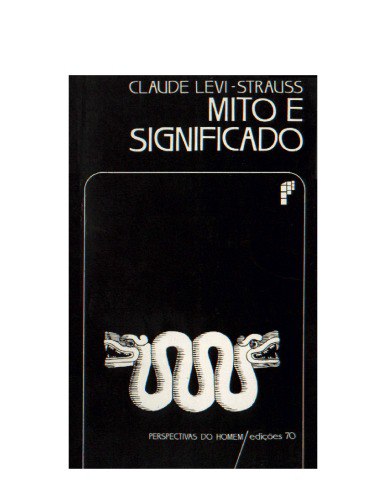 CLAUDE LEVI-STRAUSS
MITO E
SIGNIFICADO
PERSPECTIVAS DO HOMEM/edições 70